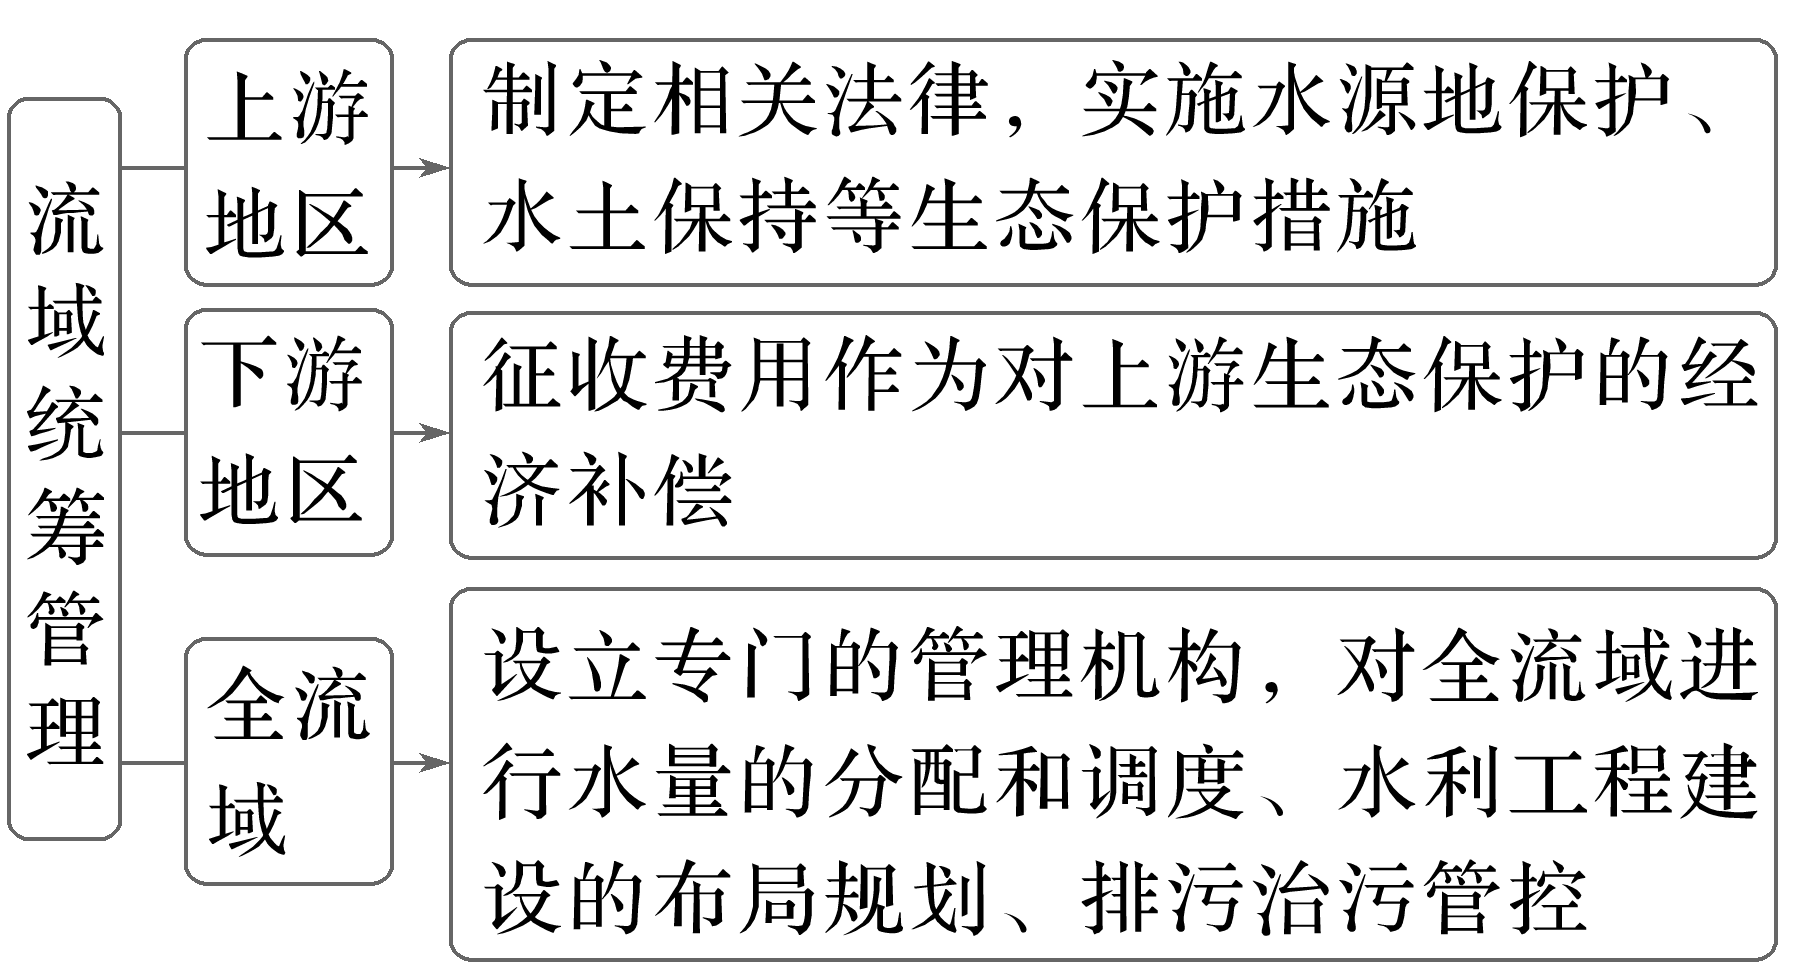 流域统筹管理
上游
地区
制定相关法律，实施水源地保护、
水土保持等生态保护措施
下游
地区
征收费用作为对上游生态保护的经
济补偿
全流
域
设立专门的管理机构，对全流域进
行水量的分配和调度、水利工程建
设的布局规划、排污治污管控